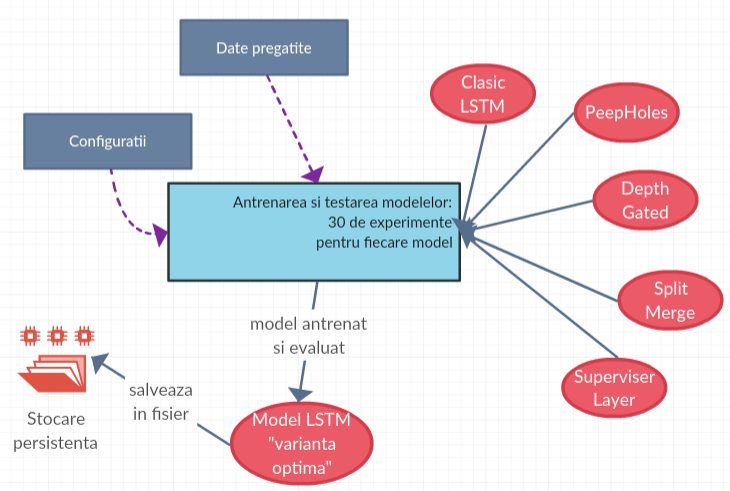 Date pregatite
Configuratii
Clasic
LSTM
PeepHoles
Depth
Gated
Split
Merge
Superviser
Layer
Antrenarea si testarea modelelor:
30 de experimente
pentru fiecare model
model antrenat
si evaluat
salveaza
in fisier
Stocare
persistenta
Model LSTM
"varianta
optima"